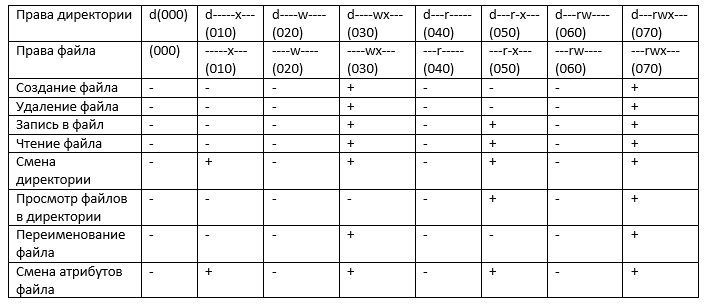 Права директории d(000) d-----x--- (010) d----w---- (020) d----wx--- (030) d---r----- (040) d---r-x--- (050) d---rw---- (060) d---rwx--- (070)
Права файла (000) -----x--- (010) ----w---- (020) ----wx--- (030) ---r----- (040) ---r-x--- (050) ---rw---- (060) ---rwx--- (070)
Создание файла - - - + - - - +
Удаление файла - - - + - - - +
Запись в файл - - - + - + - +
Чтение файла - - - + - + - +
Смена директории - + - + - + - +
Просмотр файлов в директории - - - - - + - +
Переименование файла - - - + - - - +
Смена атрибутов файла - + - + - + - +